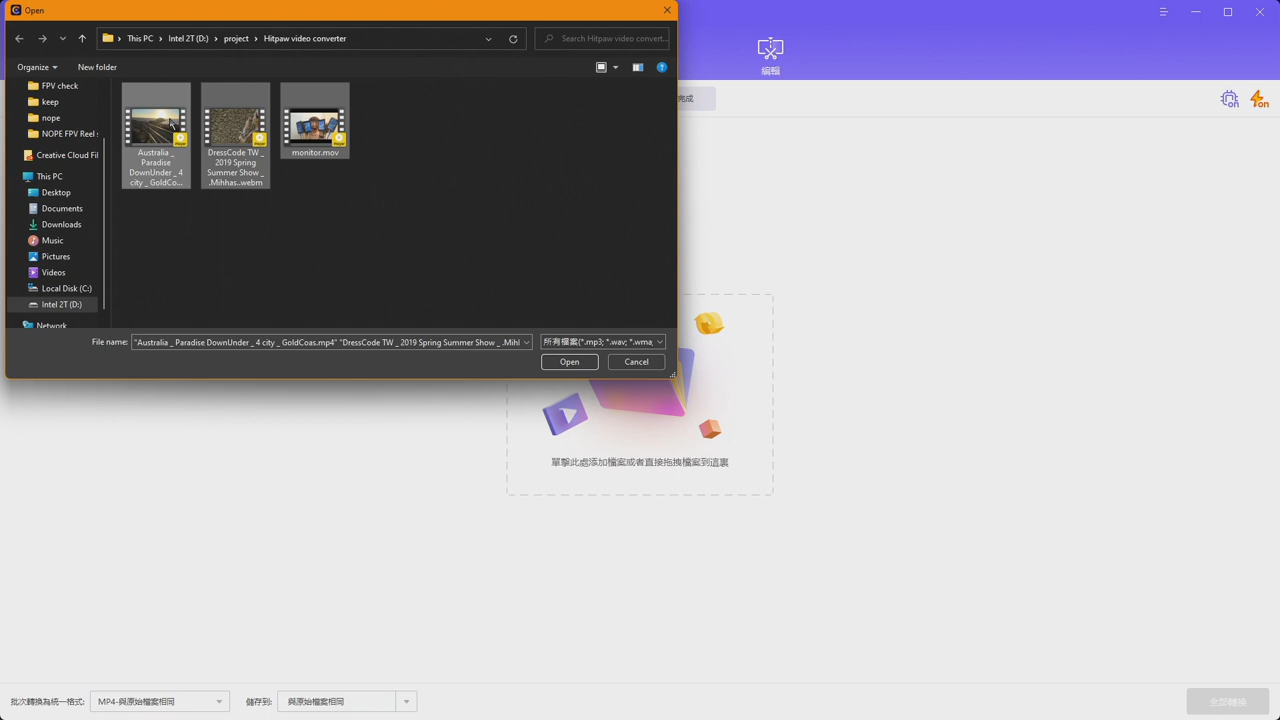 Open
編輯
This PC
Intel 2T (D:)
project
Hitpaw video converter
Search Hitpaw video convert...
Organize
New folder
完成
FPV check
keep
nope
NOPE FPV Reel
Creative Cloud Fil
This PC
Desktop
Documents
Downloads
Music
Pictures
Videos
Local Disk (C:)
Intel 2T (D:)
Network
Australia _
Paradise
DownUnder _ 4
city _ GoldCo...
DressCode TW _
2019 Spring
Summer Show _
.Mihhas..webm
monitor.mov
File name:
"Australia _ Paradise DownUnder _ 4 city _ GoldCoas.mp4" "DressCode TW _ 2019 Spring Summer Show _ .Mihl
所有檔案(*.mp3; *.wav; *.wma;
Open
Cancel
單擊此處添加檔案或者直接拖拽檔案到這裏
批次轉換為統一格式:
MP4-與原始檔案相同
儲存到:
與原始檔案相同
全部轉換